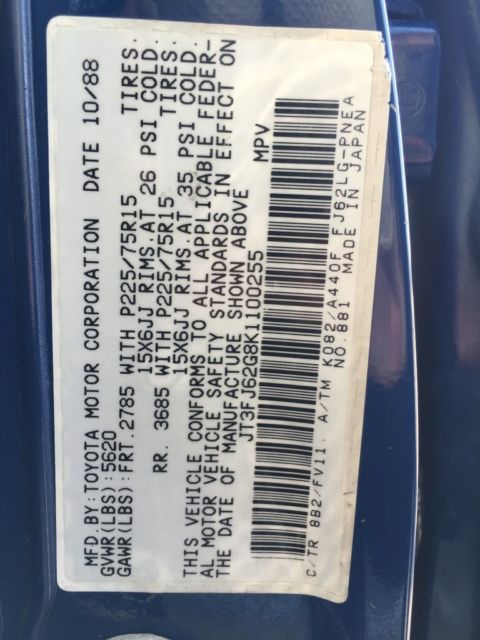 MFD.BY:TOYOTA MOTOR CORPORATION DATE 10/88
GVWR(LBS):5620
GAWR(LBS):FRT.2785 WITH P225/75R15 TIRES:
15X6JJ RIMS.AT 26 PSI COLD.
RR. 3685 WITH P225/75R15 TIRES:
15X6JJ RIMS.AT 35 PSI COLD.
THIS VEHICLE CONFORMS TO ALL APPLICABLE FEDER-
AL MOTOR VEHICLE SAFETY STANDARDS IN EFFECT ON
THE DATE OF MANUFACTURE SHOWN ABOVE
JT3FJ62G8K1100255 MPV
C/TR 8B2/FV11. A/TM K082/A440F FJ62LG-PNEA
NO.881 MADE IN JAPAN